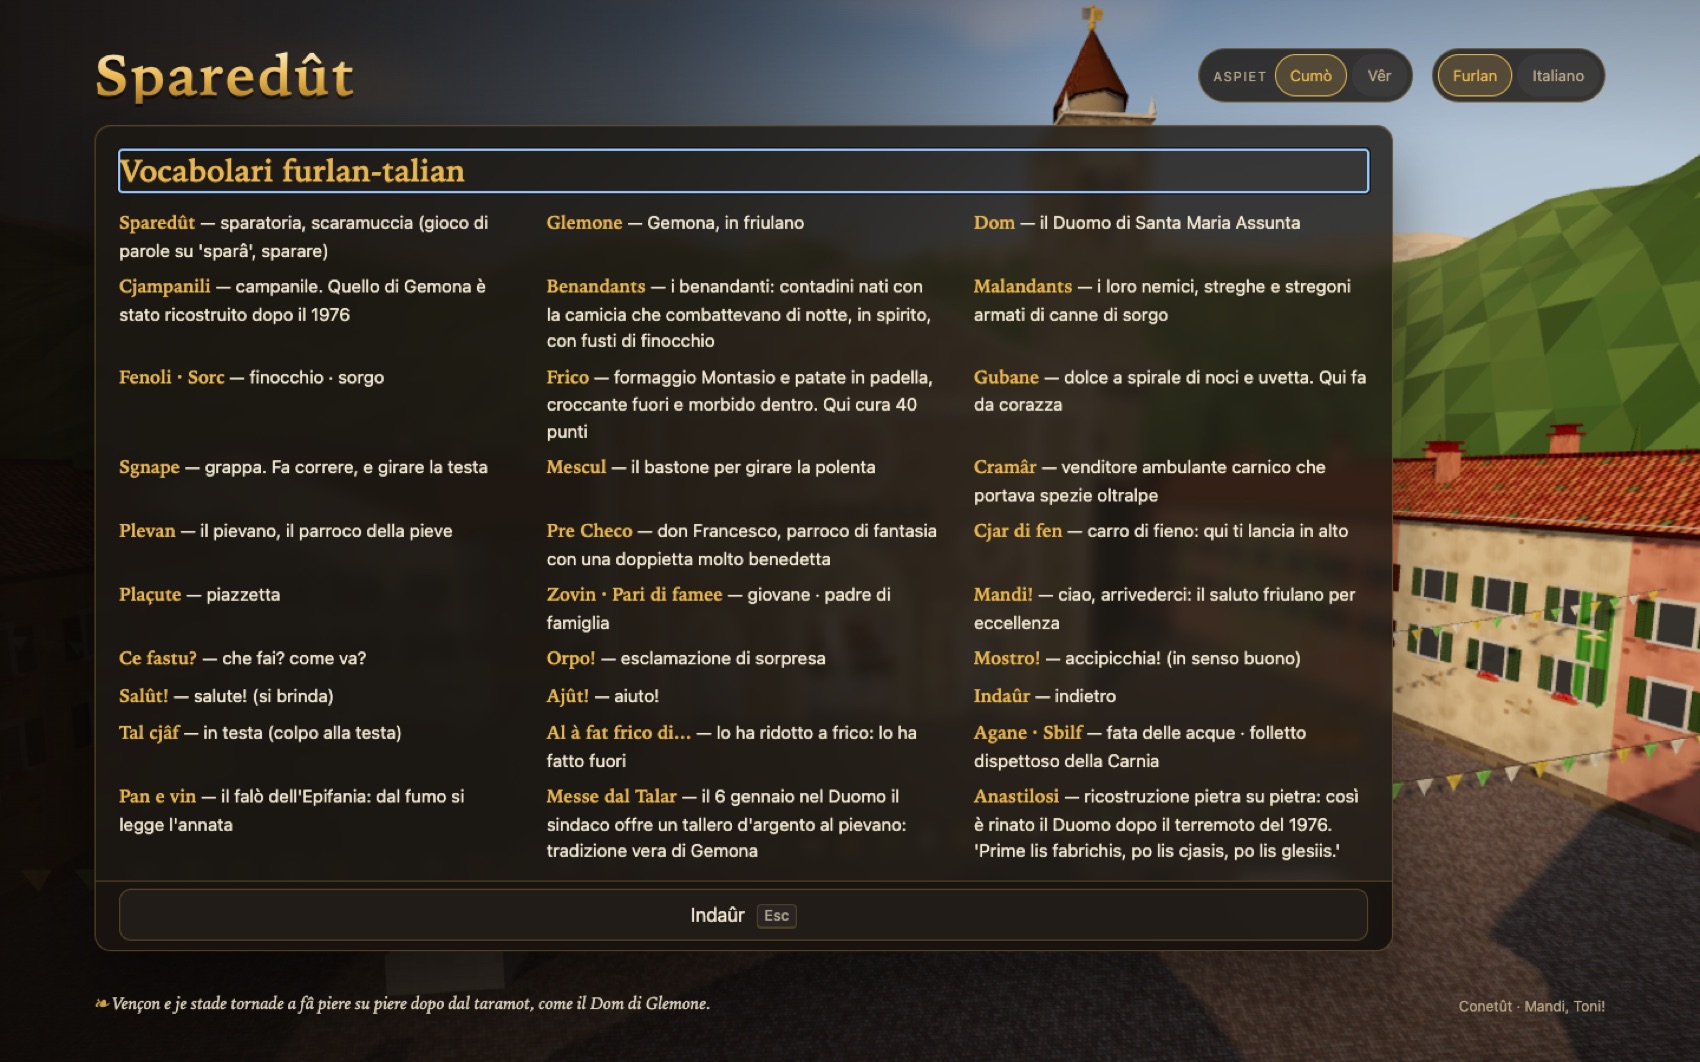 Sparedût
ASPIET Cumò Vêr Furlan Italiano
Vocabolari furlan-talian
Sparedût — sparatoria, scaramuccia (gioco di
parole su 'sparâ', sparare)
Glemone — Gemona, in friulano
Dom — il Duomo di Santa Maria Assunta
Cjampanili — campanile. Quello di Gemona è
stato ricostruito dopo il 1976
Benandants — i benandanti: contadini nati con
la camicia che combattevano di notte, in spirito,
con fusti di finocchio
Malandants — i loro nemici, streghe e stregoni
armati di canne di sorgo
Fenoli · Sorc — finocchio · sorgo
Frico — formaggio Montasio e patate in padella,
croccante fuori e morbido dentro. Qui cura 40
punti
Gubane — dolce a spirale di noci e uvetta. Qui fa
da corazza
Sgnape — grappa. Fa correre, e girare la testa
Mescul — il bastone per girare la polenta
Cramâr — venditore ambulante carnico che
portava spezie oltralpe
Plevan — il pievano, il parroco della pieve
Pre Checo — don Francesco, parroco di fantasia
con una doppietta molto benedetta
Cjar di fen — carro di fieno: qui ti lancia in alto
Plaçute — piazzetta
Zovin · Pari di famee — giovane · padre di
famiglia
Mandi! — ciao, arrivederci: il saluto friulano per
eccellenza
Ce fastu? — che fai? come va?
Orpo! — esclamazione di sorpresa
Mostro! — accipicchia! (in senso buono)
Salût! — salute! (si brinda)
Ajût! — aiuto!
Indaûr — indietro
Tal cjâf — in testa (colpo alla testa)
Al à fat frico di... — lo ha ridotto a frico: lo ha
fatto fuori
Agane · Sbilf — fata delle acque · folletto
dispettoso della Carnia
Pan e vin — il falò dell'Epifania: dal fumo si
legge l'annata
Messe dal Talar — il 6 gennaio nel Duomo il
sindaco offre un tallero d'argento al pievano:
tradizione vera di Gemona
Anastilosi — ricostruzione pietra su pietra: così
è rinato il Duomo dopo il terremoto del 1976.
'Prime lis fabrichis, po lis cjasis, po lis glesiis.'
Indaûr Esc
❧ Vençon e je stade tornade a fâ piere su piere dopo dal taramot, come il Dom di Glemone.
Conetût · Mandi, Toni!